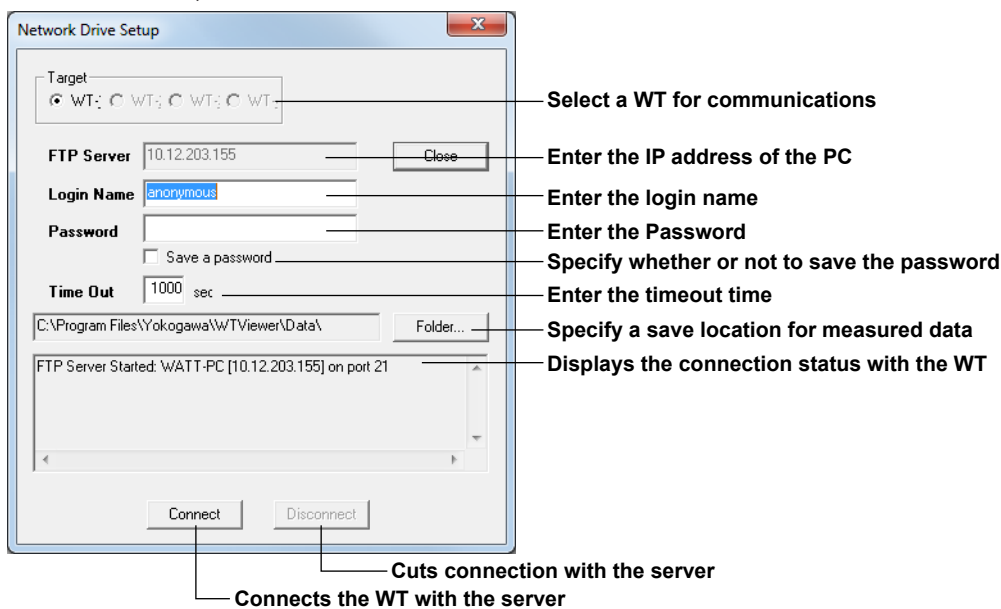 Network Drive Setup
Target
WT- WT- WT- WT- Select a WT for communications
FTP Server 10.12.203.155 Close Enter the IP address of the PC
Login Name anonymous Enter the login name
Password Enter the Password
Save a password Specify whether or not to save the password
Time Out 1000 sec Enter the timeout time
C:\Program Files\Yokogawa\WTViewer\Data\ Folder... Specify a save location for measured data
FTP Server Started: WATT-PC [10.12.203.155] on port 21 Displays the connection status with the WT
Connect Disconnect
Cuts connection with the server
Connects the WT with the server